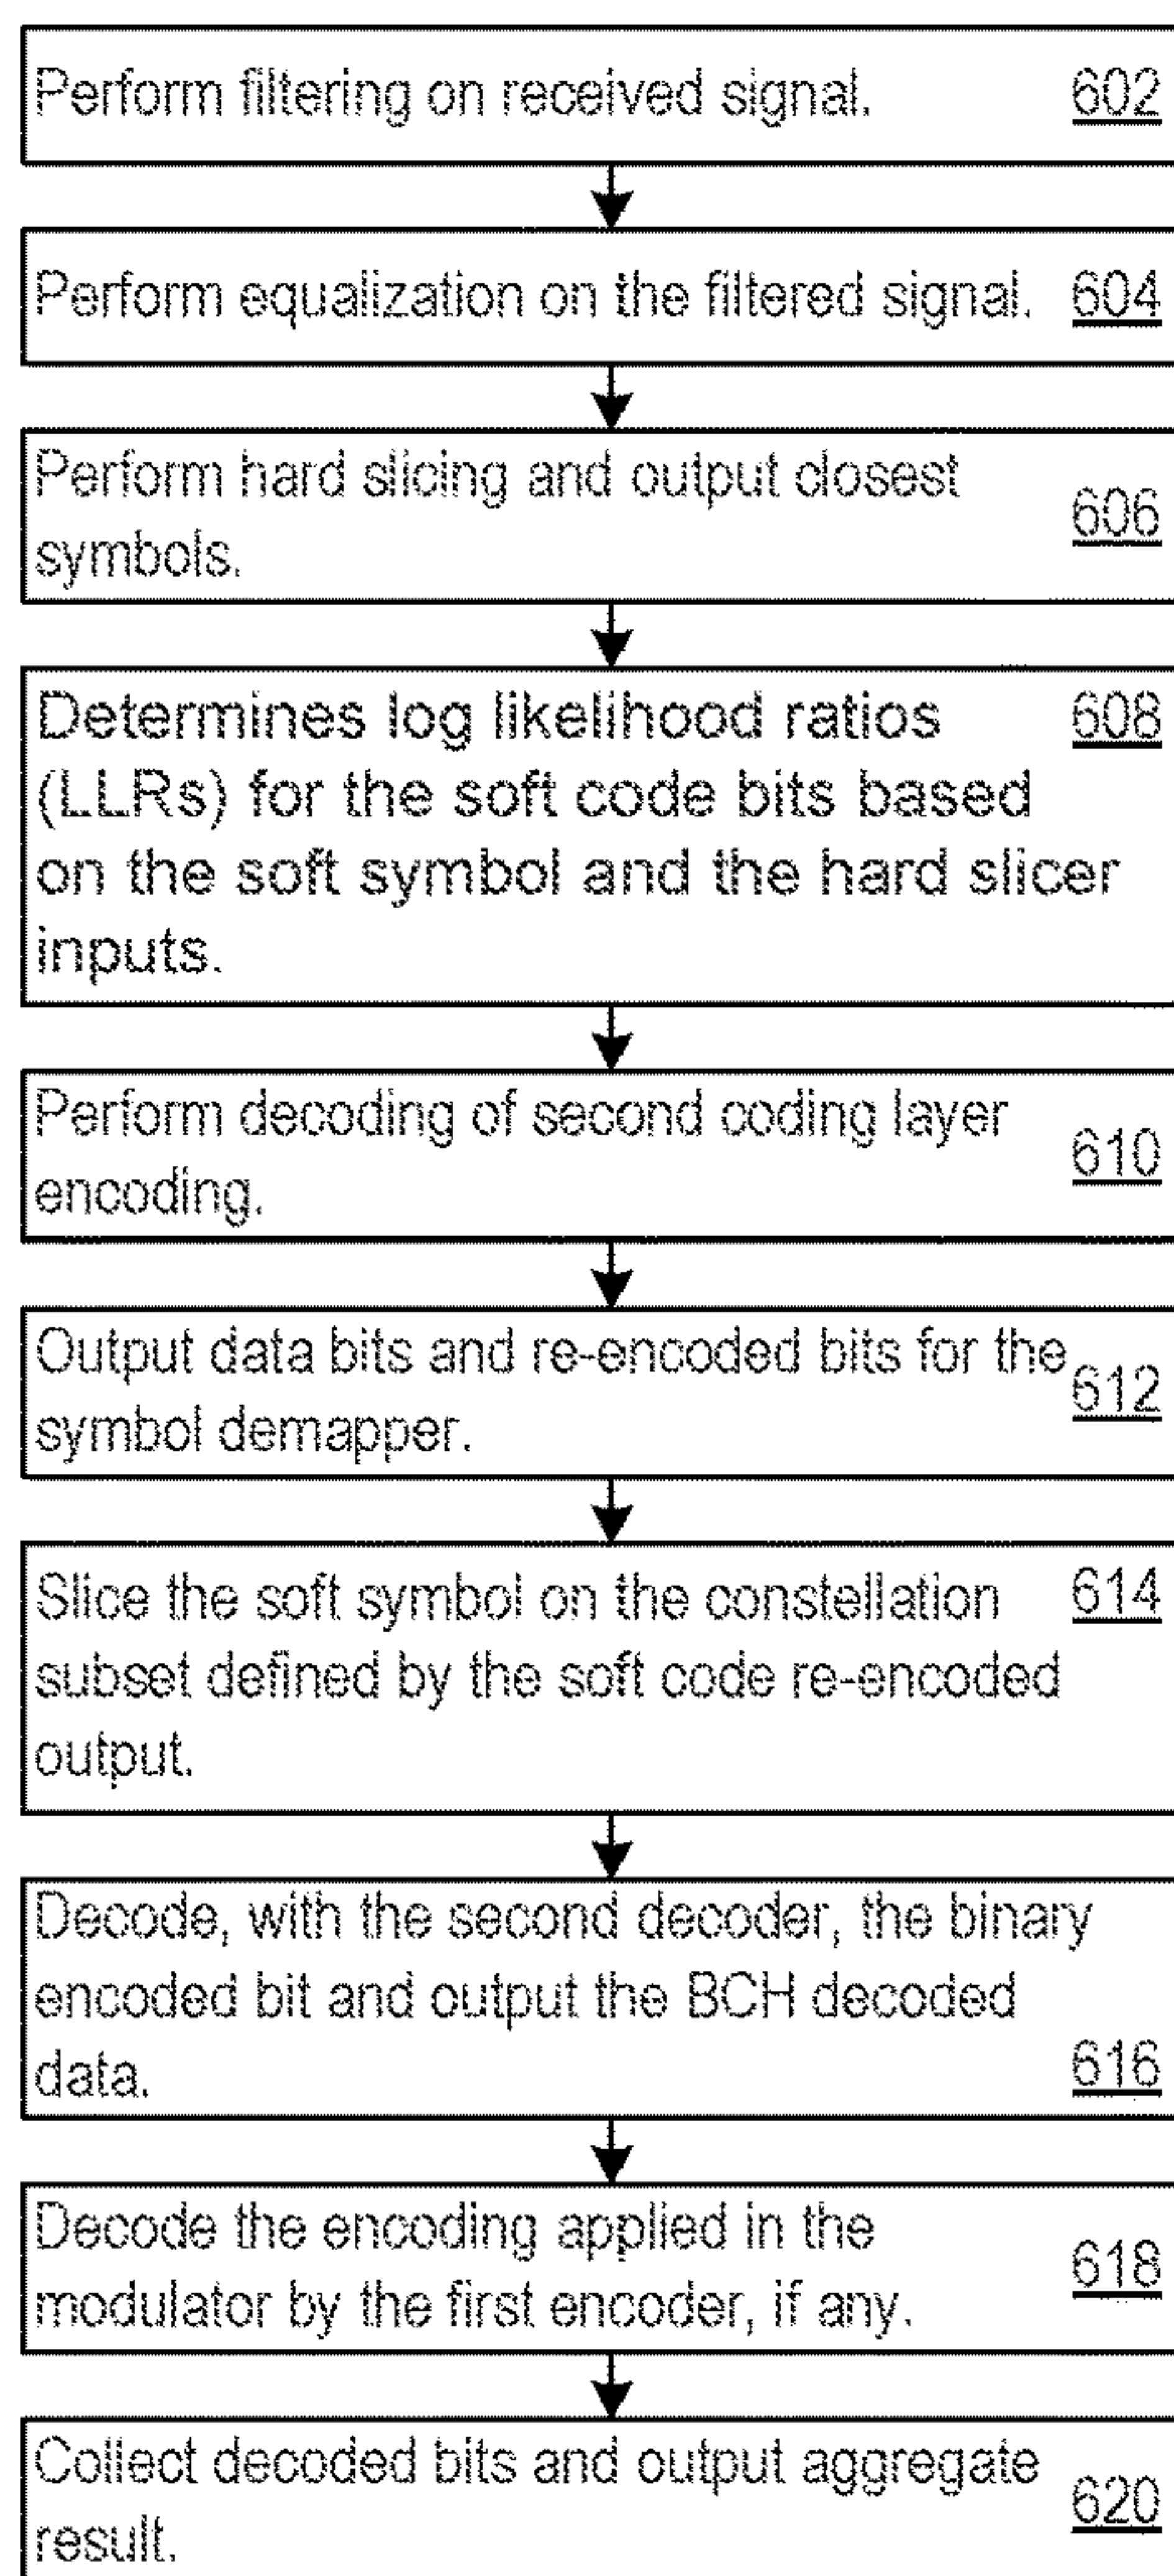 Perform filtering on received signal. 602
Perform equalization on the filtered signal. 604
Perform hard slicing and output closest
symbols. 606
Determines log likelihood ratios 608
(LLRs) for the soft code bits based
on the soft symbol and the hard slicer
inputs.
Perform decoding of second coding layer
encoding. 610
Output data bits and re-encoded bits for the
symbol demapper. 612
Slice the soft symbol on the constellation 614
subset defined by the soft code re-encoded
output.
Decode, with the second decoder, the binary
encoded bit and output the BCH decoded
data. 616
Decode the encoding applied in the
modulator by the first encoder, if any. 618
Collect decoded bits and output aggregate
result. 620